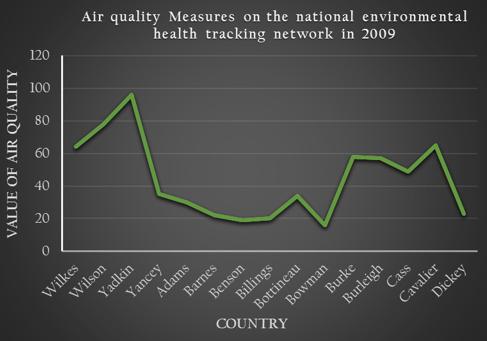 Air quality Measures on the national environmental
health tracking network in 2009
VALUE OF AIR QUALITY
120
100
80
60
40
20
0
Wilkes
Wilson
Yadkin
Yancey
Adams
Barnes
Benson
Billings
Bottineau
Bowman
Burke
Burleigh
Cass
Cavalier
Dickey
COUNTRY